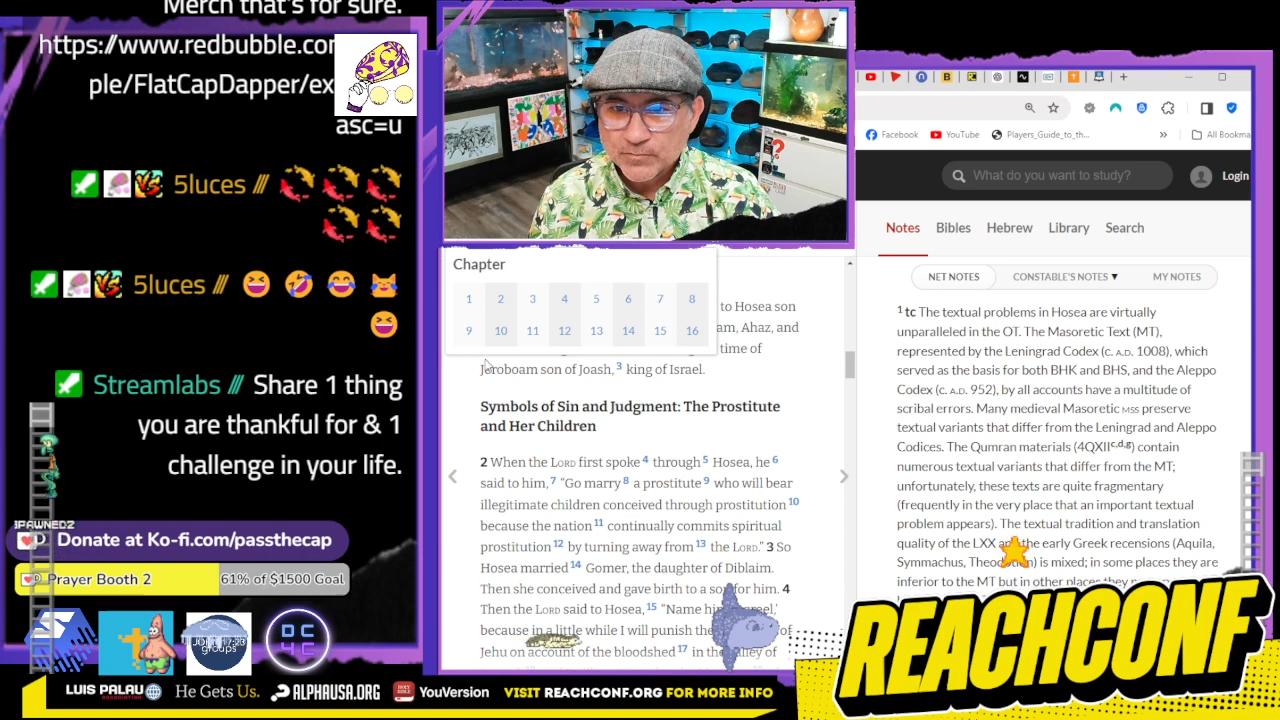 Merch that's for sure.
https://www.redbubble.com
ple/FlatCapDapper/ex
asc=u
5luces ///
5luces ///
Streamlabs /// Share 1 thing
you are thankful for & 1
challenge in your life.
Donate at Ko-fi.com/passthecap
Prayer Booth 2 61% of $1500 Goal
John 17:23
groups
LUIS PALAU
He Gets Us.
ALPHAUSA.ORG
YouVersion
VISIT REACHCONF.ORG FOR MORE INFO
REACHCONF
Chapter
1 2 3 4 5 6 7 8
9 10 11 12 13 14 15 16
to Hosea son
am, Ahaz, and
time of
Jeroboam son of Joash, 3 king of Israel.
Symbols of Sin and Judgment: The Prostitute
and Her Children
2 When the LORD first spoke 4 through 5 Hosea, he 6
said to him, 7 “Go marry 8 a prostitute 9 who will bear
illegitimate children conceived through prostitution 10
because the nation 11 continually commits spiritual
prostitution 12 by turning away from 13 the LORD.” 3 So
Hosea married 14 Gomer, the daughter of Diblaim.
Then she conceived and gave birth to a son for him. 4
Then the LORD said to Hosea, 15 “Name him
because in a little while I will punish the of
Jehu on account of the bloodshed 17 in the valley of
Facebook YouTube Players_Guide_to_th... » All Bookma
What do you want to study? Login
Notes Bibles Hebrew Library Search
NET NOTES CONSTABLE'S NOTES ▼ MY NOTES
1 tc The textual problems in Hosea are virtually
unparalleled in the OT. The Masoretic Text (MT),
represented by the Leningrad Codex (c. A.D. 1008), which
served as the basis for both BHK and BHS, and the Aleppo
Codex (c. A.D. 952), by all accounts have a multitude of
scribal errors. Many medieval Masoretic MSS preserve
textual variants that differ from the Leningrad and Aleppo
Codices. The Qumran materials (4QXIIc,d,g) contain
numerous textual variants that differ from the MT;
unfortunately, these texts are quite fragmentary
(frequently in the very place that an important textual
problem appears). The textual tradition and translation
quality of the LXX and the early Greek recensions (Aquila,
Symmachus, Theodotion) is mixed; in some places they are
inferior to the MT but in other places they